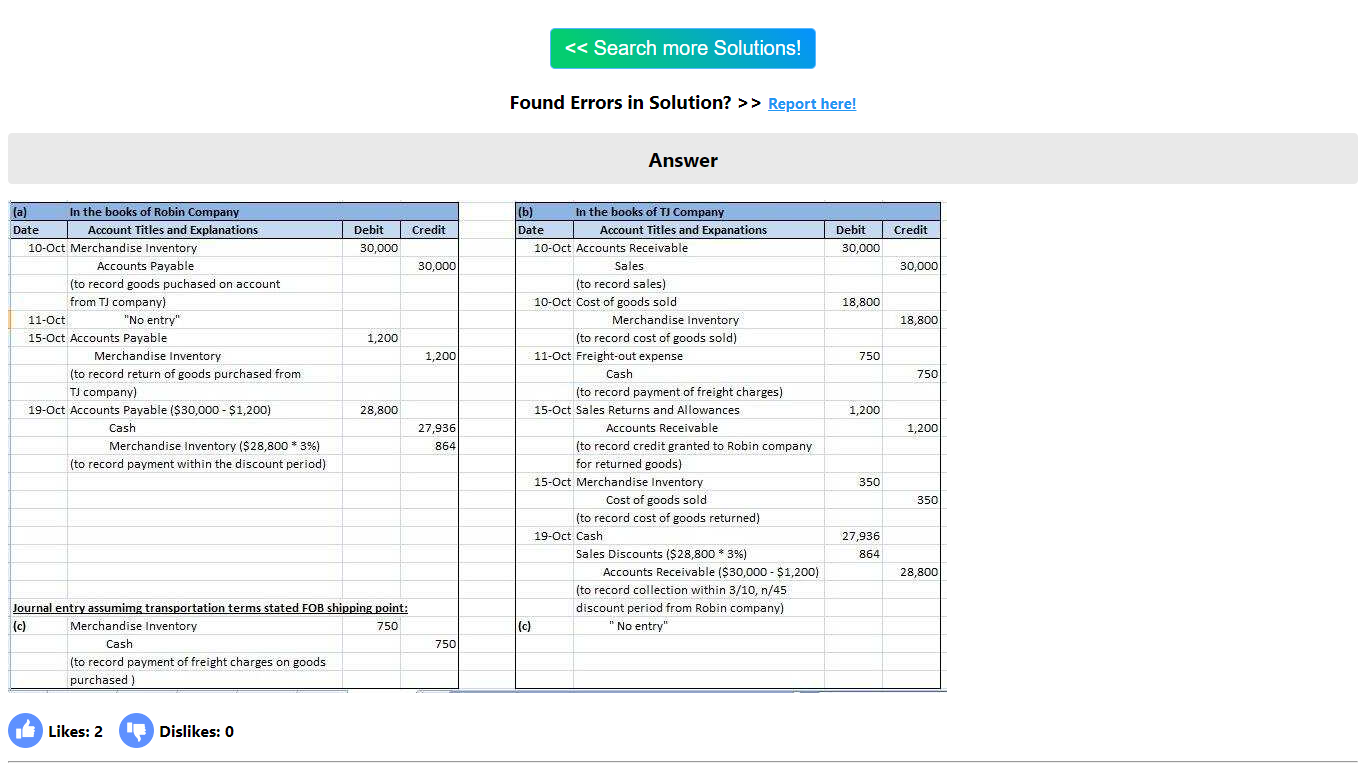 << Search more Solutions!
Found Errors in Solution? >> Report here!
Answer
(a) In the books of Robin Company
Date Account Titles and Explanations Debit Credit
10-Oct Merchandise Inventory 30,000
Accounts Payable 30,000
(to record goods puchased on account
from TJ company)
11-Oct "No entry"
15-Oct Accounts Payable 1,200
Merchandise Inventory 1,200
(to record return of goods purchased from
TJ company)
19-Oct Accounts Payable ($30,000 - $1,200) 28,800
Cash 27,936
Merchandise Inventory ($28,800 * 3%) 864
(to record payment within the discount period)
Journal entry assumimg transportation terms stated FOB shipping point:
(c) Merchandise Inventory 750
Cash 750
(to record payment of freight charges on goods
purchased )
(b) In the books of TJ Company
Date Account Titles and Expanations Debit Credit
10-Oct Accounts Receivable 30,000
Sales 30,000
(to record sales)
10-Oct Cost of goods sold 18,800
Merchandise Inventory 18,800
(to record cost of goods sold)
11-Oct Freight-out expense 750
Cash 750
(to record payment of freight charges)
15-Oct Sales Returns and Allowances 1,200
Accounts Receivable 1,200
(to record credit granted to Robin company
for returned goods)
15-Oct Merchandise Inventory 350
Cost of goods sold 350
(to record cost of goods returned)
19-Oct Cash 27,936
Sales Discounts ($28,800 * 3%) 864
Accounts Receivable ($30,000 - $1,200) 28,800
(to record collection within 3/10, n/45
discount period from Robin company)
(c) " No entry"
Likes: 2 Dislikes: 0